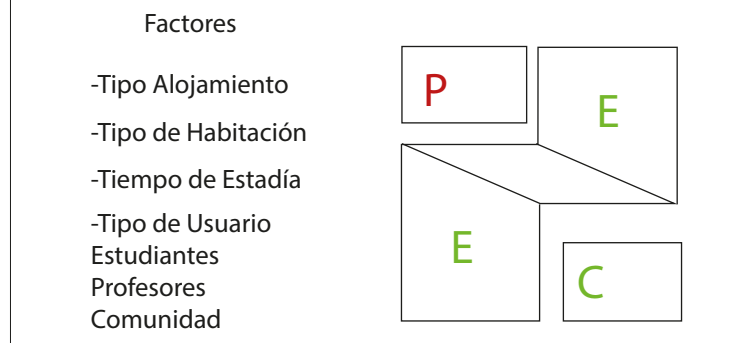 Factores
-Tipo Alojamiento
-Tipo de Habitación
-Tiempo de Estadía
-Tipo de Usuario
Estudiantes
Profesores
Comunidad
P
E
E
C